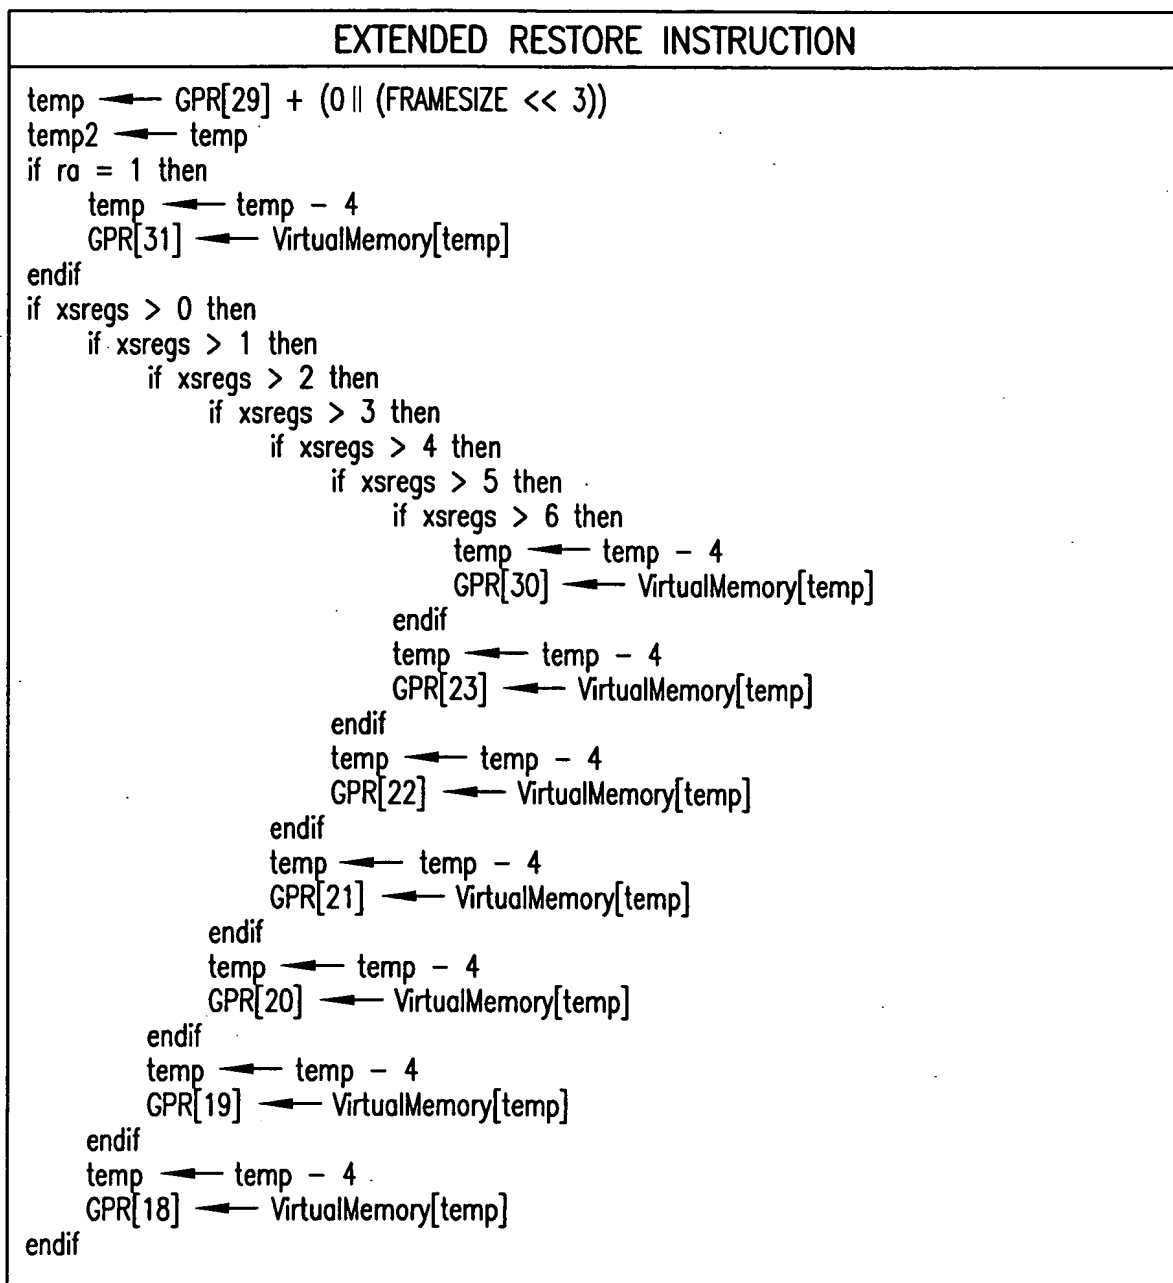 EXTENDED RESTORE INSTRUCTION
temp ← GPR[29] + (0 || (FRAMESIZE << 3))
temp2 ← temp
if ra = 1 then
temp ← temp - 4
GPR[31] ← VirtualMemory[temp]
endif
if xsregs > 0 then
if xsregs > 1 then
if xsregs > 2 then
if xsregs > 3 then
if xsregs > 4 then
if xsregs > 5 then
if xsregs > 6 then
temp ← temp - 4
GPR[30] ← VirtualMemory[temp]
endif
temp ← temp - 4
GPR[23] ← VirtualMemory[temp]
endif
temp ← temp - 4
GPR[22] ← VirtualMemory[temp]
endif
temp ← temp - 4
GPR[21] ← VirtualMemory[temp]
endif
temp ← temp - 4
GPR[20] ← VirtualMemory[temp]
endif
temp ← temp - 4
GPR[19] ← VirtualMemory[temp]
endif
temp ← temp - 4
GPR[18] ← VirtualMemory[temp]
endif